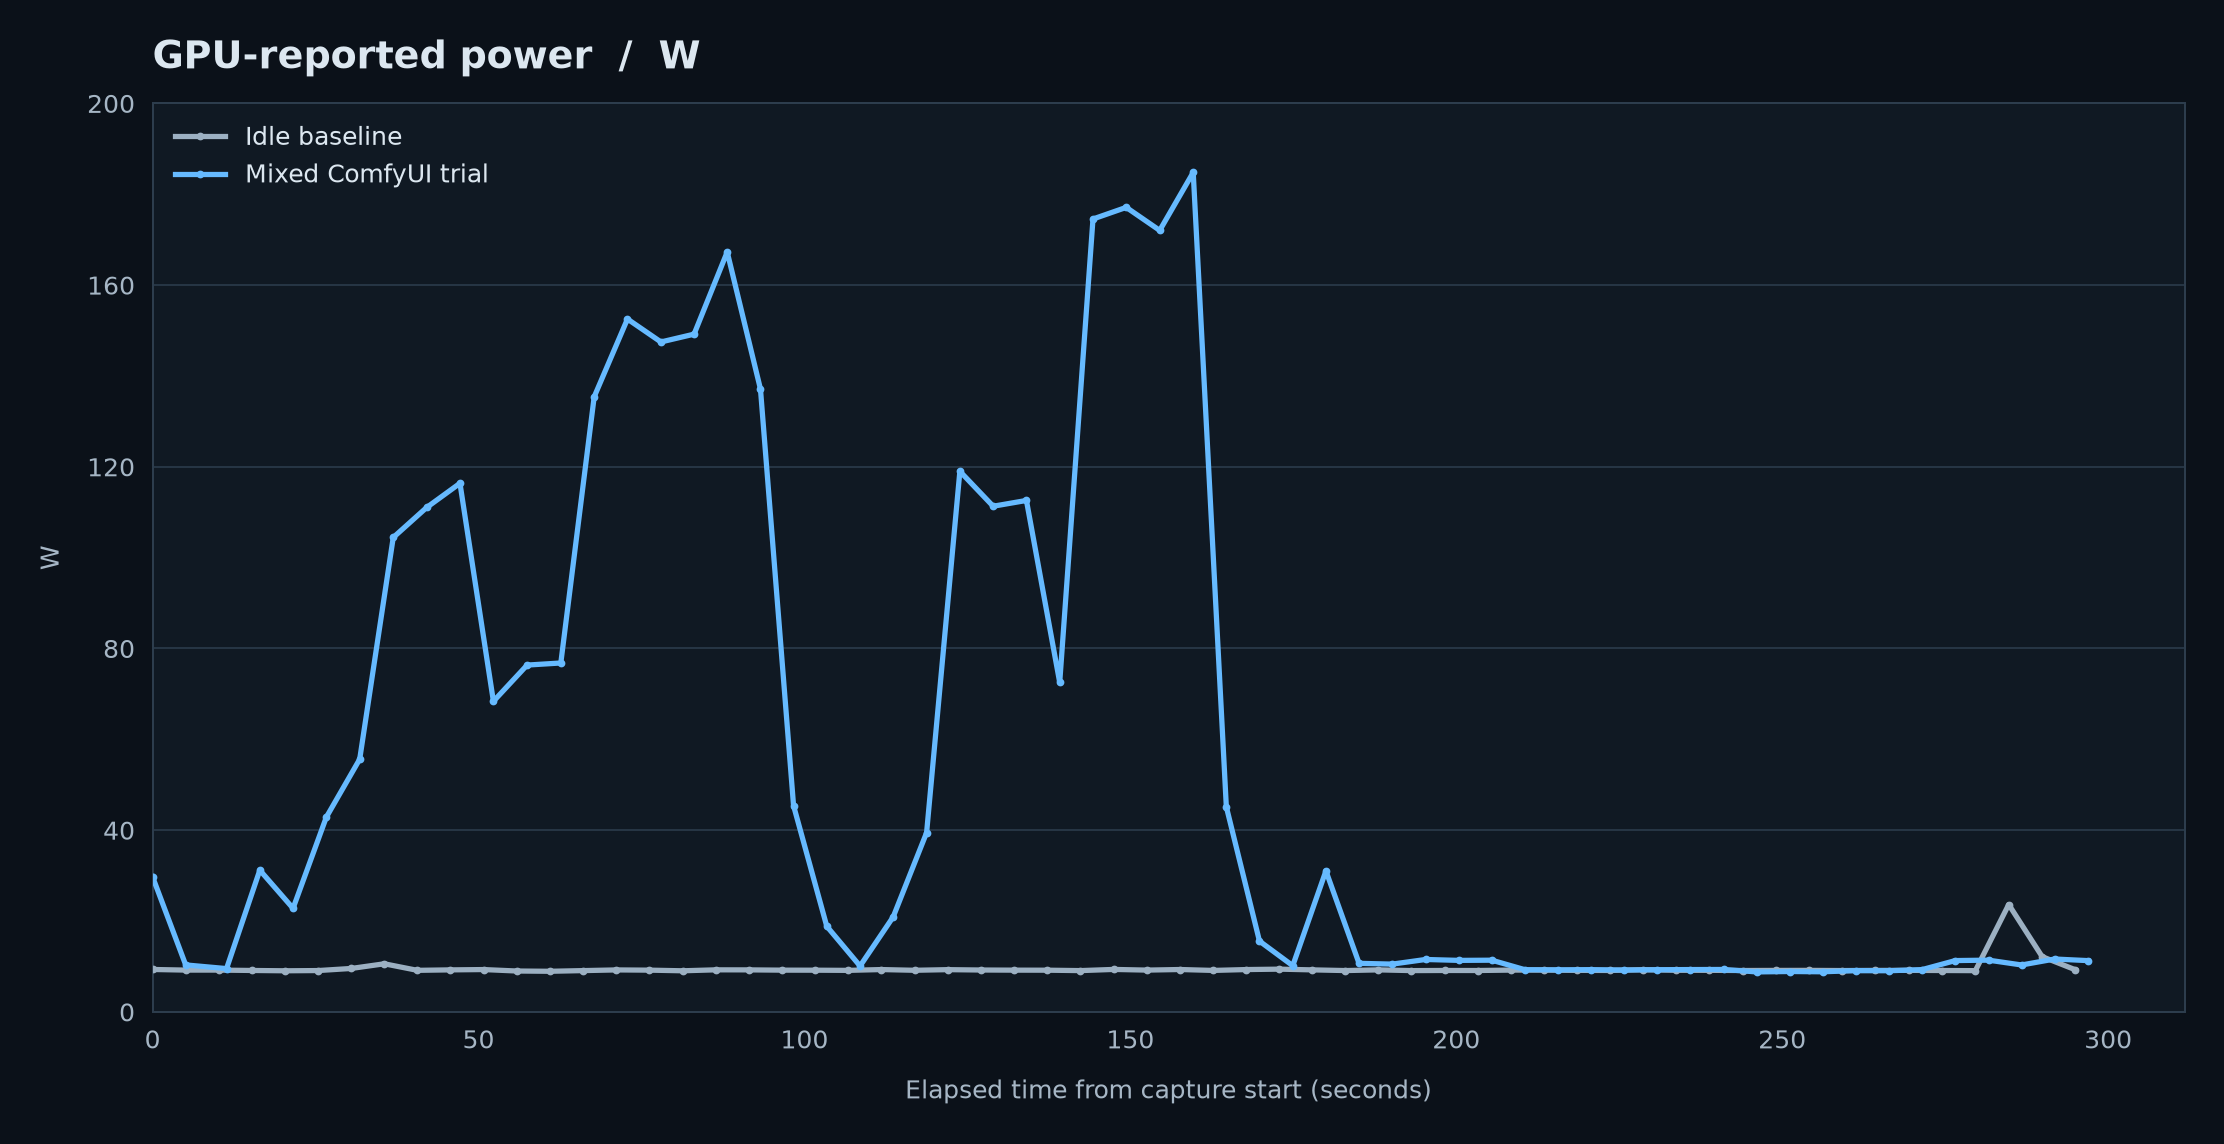 GPU-reported power / W
200
Idle baseline
Mixed ComfyUI trial
160
120
W
80
40
0
0 50 100 150 200 250 300
Elapsed time from capture start (seconds)